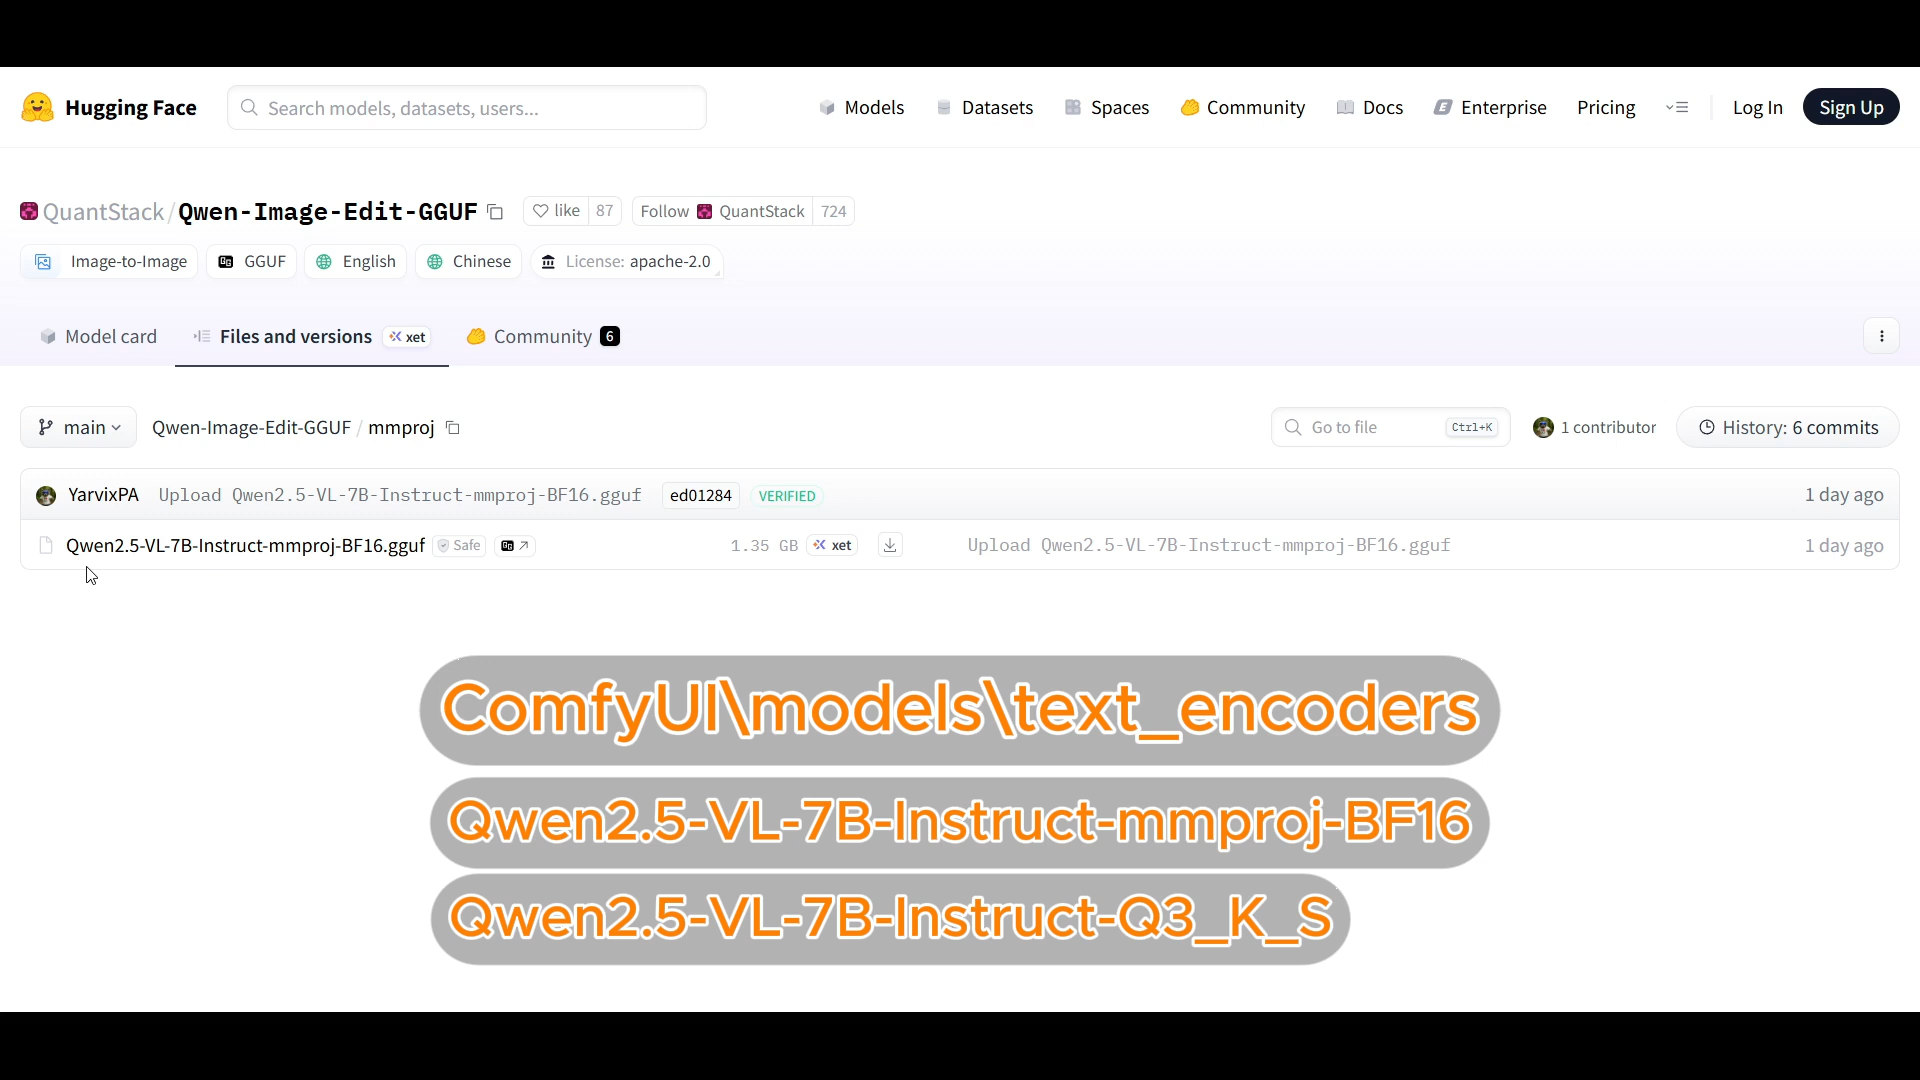 Hugging Face
Search models, datasets, users...
Models
Datasets
Spaces
Community
Docs
Enterprise
Pricing
Log In
Sign Up
QuantStack/Qwen-Image-Edit-GGUF
like 87
Follow QuantStack 724
Image-to-Image
GGUF
English
Chinese
License: apache-2.0
Model card
Files and versions xet
Community 6
main
Qwen-Image-Edit-GGUF / mmproj
Go to file Ctrl+K
1 contributor
History: 6 commits
YarvixPA Upload Qwen2.5-VL-7B-Instruct-mmproj-BF16.gguf ed01284 VERIFIED 1 day ago
Qwen2.5-VL-7B-Instruct-mmproj-BF16.gguf Safe 1.35 GB xet Upload Qwen2.5-VL-7B-Instruct-mmproj-BF16.gguf 1 day ago
ComfyUI\models\text_encoders
Qwen2.5-VL-7B-Instruct-mmproj-BF16
Qwen2.5-VL-7B-Instruct-Q3_K_S